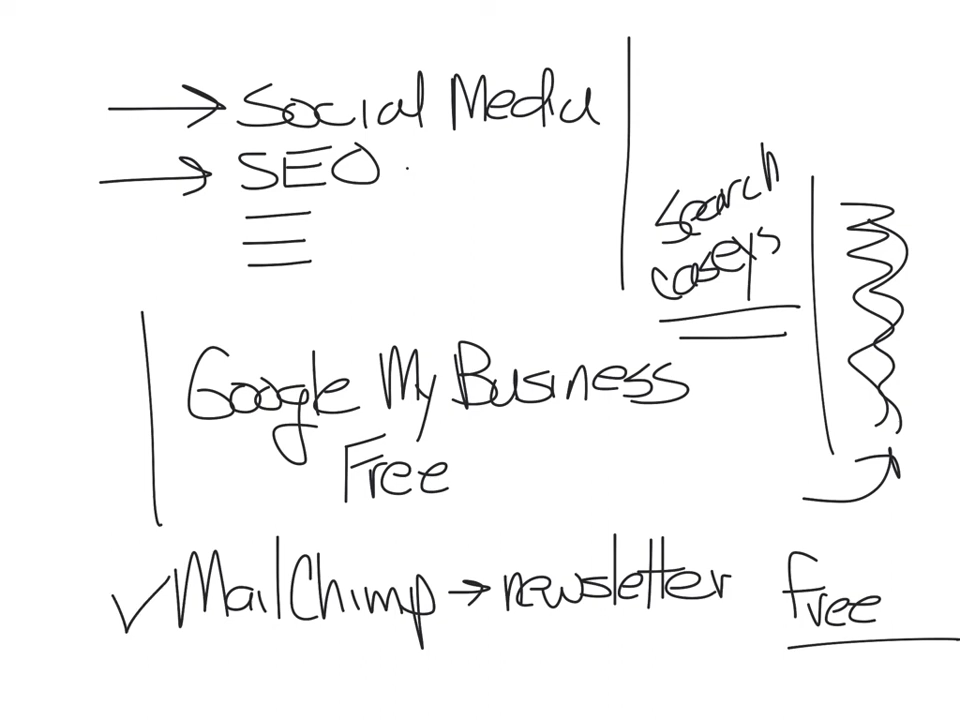 → Social Media
→ SEO
Search
caseys
Google My Business
Free
✓ MailChimp → newsletter free